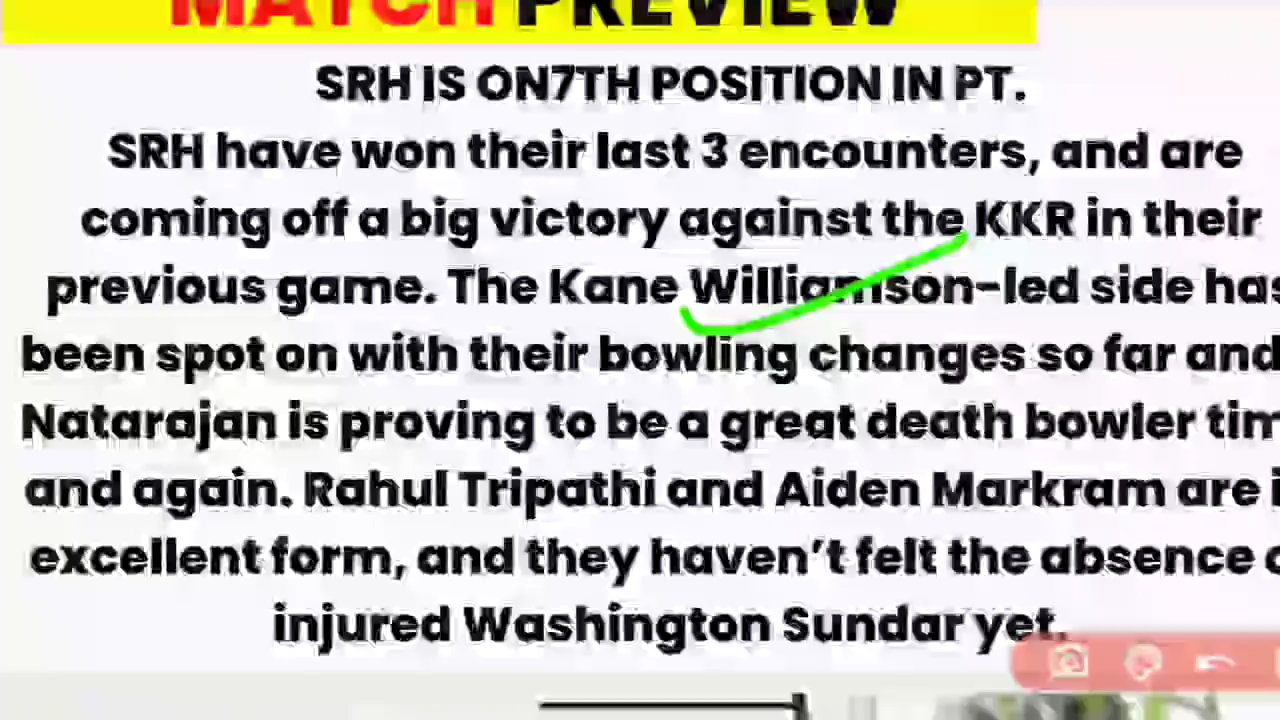 MATCH PREVIEW
SRH IS ON7TH POSITION IN PT.
SRH have won their last 3 encounters, and are
coming off a big victory against the KKR in their
previous game. The Kane Williamson-led side has
been spot on with their bowling changes so far and
Natarajan is proving to be a great death bowler tim
and again. Rahul Tripathi and Aiden Markram are i
excellent form, and they haven't felt the absence o
injured Washington Sundar yet.